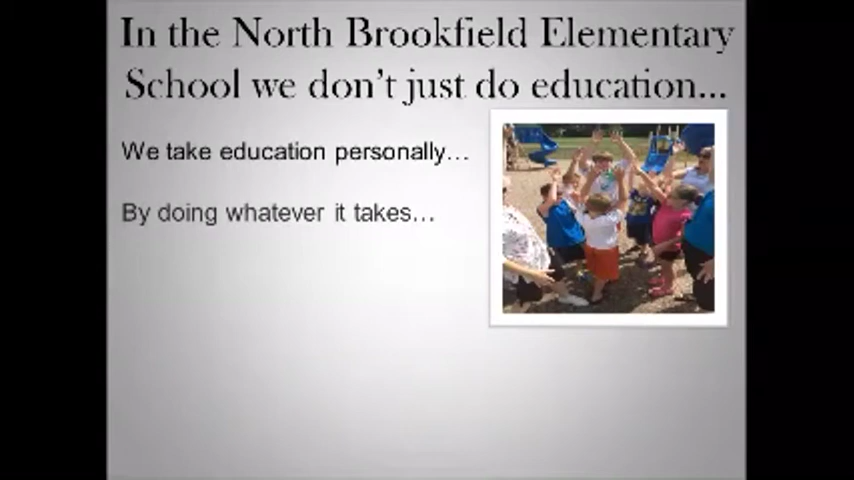 In the North Brookfield Elementary
School we don't just do education...
We take education personally...
By doing whatever it takes...